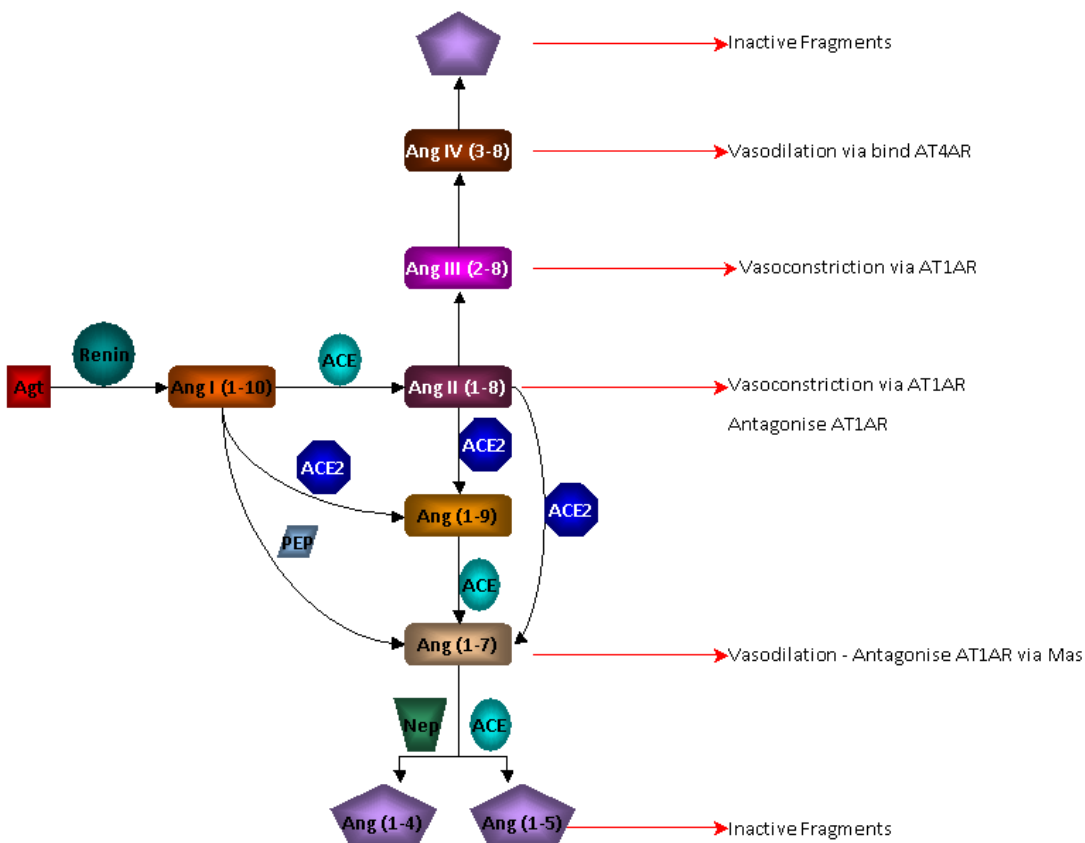 Inactive Fragments
Ang IV (3-8)
Vasodilation via bind AT4AR
Ang III (2-8)
Vasoconstriction via AT1AR
Renin
ACE
Agt
Ang I (1-10)
Ang II (1-8)
Vasoconstriction via AT1AR
Antagonise AT1AR
ACE2
ACE2
Ang (1-9)
ACE2
PEP
ACE
Ang (1-7)
Vasodilation - Antagonise AT1AR via Mas
Nep
ACE
Ang (1-4)
Ang (1-5)
Inactive Fragments